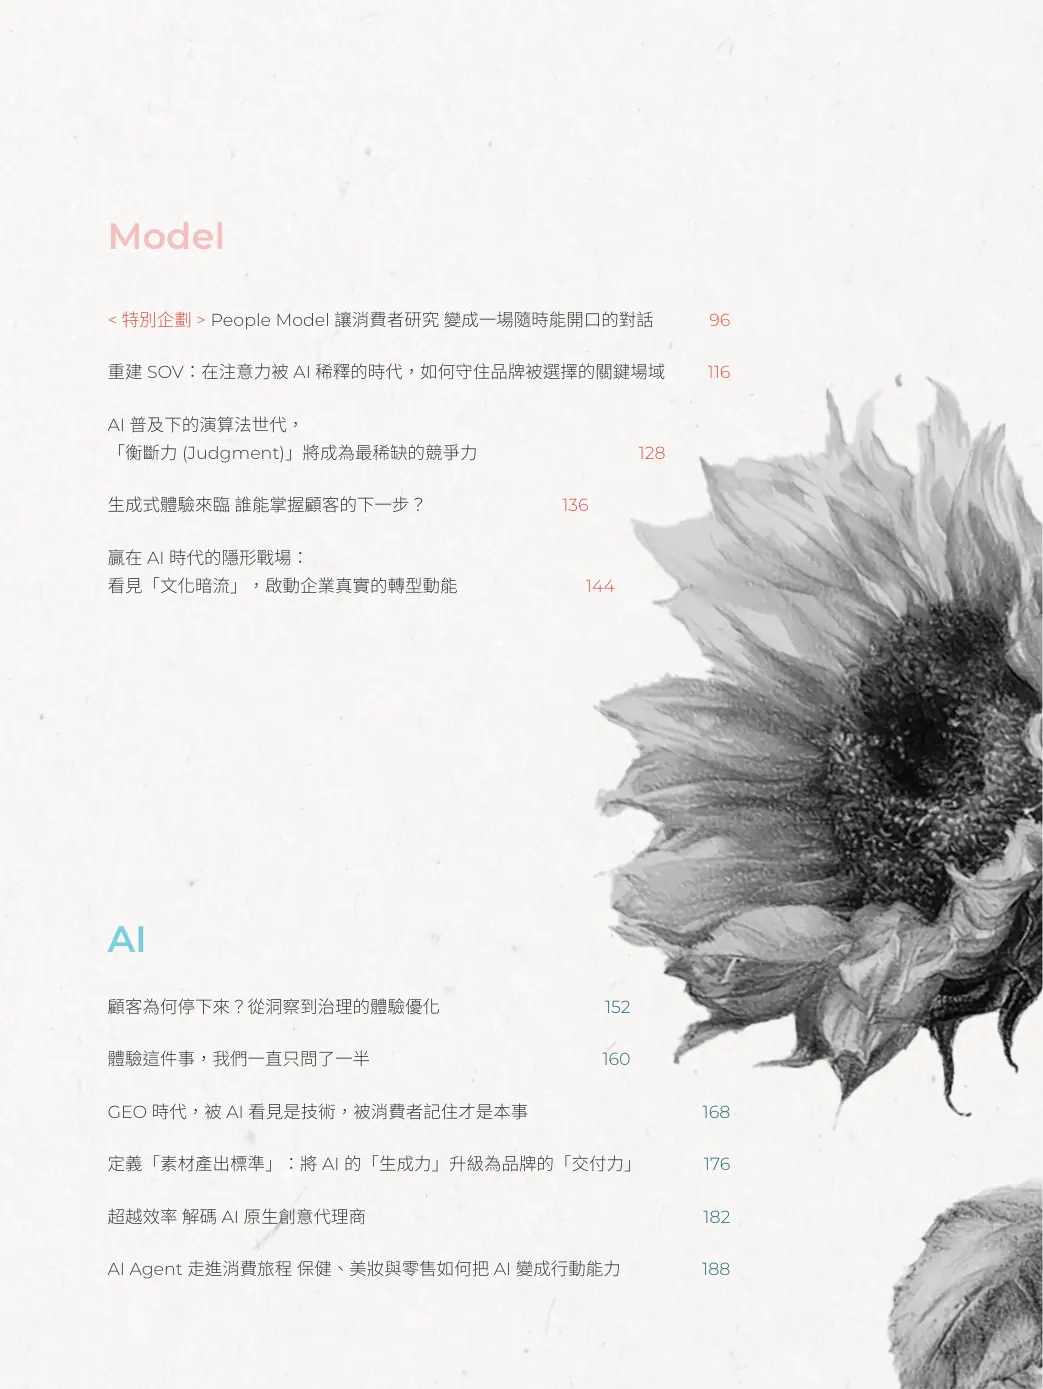 Model
< 特別企劃 > People Model 讓消費者研究 變成一場隨時能開口的對話 96
重建 SOV：在注意力被 AI 稀釋的時代，如何守住品牌被選擇的關鍵場域 116
AI 普及下的演算法世代，
「衡斷力 (Judgment)」將成為最稀缺的競爭力 128
生成式體驗來臨 誰能掌握顧客的下一步？ 136
贏在 AI 時代的隱形戰場：
看見「文化暗流」，啟動企業真實的轉型動能 144
AI
顧客為何停下來？從洞察到治理的體驗優化 152
體驗這件事，我們一直只問了一半 160
GEO 時代，被 AI 看見是技術，被消費者記住才是本事 168
定義「素材產出標準」：將 AI 的「生成力」升級為品牌的「交付力」 176
超越效率 解碼 AI 原生創意代理商 182
AI Agent 走進消費旅程 保健、美妝與零售如何把 AI 變成行動能力 188